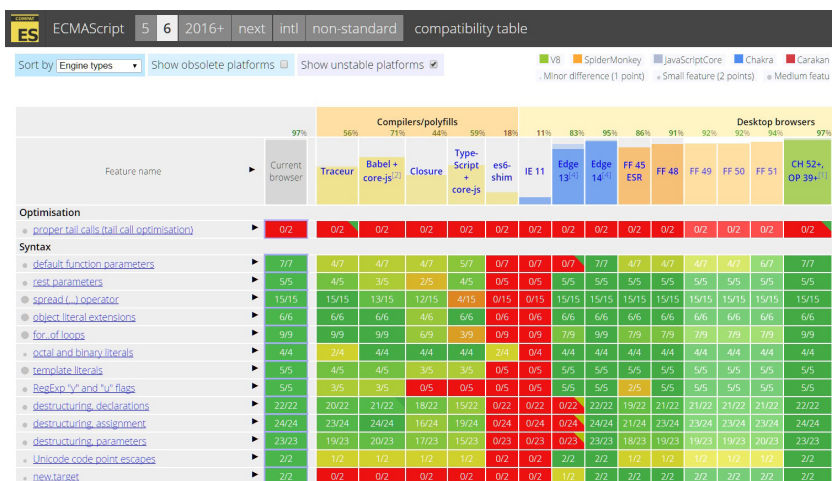 COMPAT ES ECMAScript 5 6 2016+ next intl non-standard compatibility table
Sort by Engine types Show obsolete platforms Show unstable platforms
V8 SpiderMonkey JavaScriptCore Chakra Carakan
Minor difference (1 point) Small feature (2 points) Medium featu
Compilers/polyfills Desktop browsers
97% 56% 71% 44% 59% 18% 11% 83% 95% 86% 91% 92% 92% 94% 97%
Feature name Current browser Traceur Babel + core-js[2] Closure Type-Script + core-js es6-shim IE 11 Edge 13[4] Edge 14[4] FF 45 ESR FF 48 FF 49 FF 50 FF 51 CH 52+, OP 39+[1]
Optimisation
proper tail calls (tail call optimisation) 0/2 0/2 0/2 0/2 0/2 0/2 0/2 0/2 0/2 0/2 0/2 0/2 0/2 0/2 0/2
Syntax
default function parameters 7/7 4/7 4/7 4/7 5/7 0/7 0/7 0/7 7/7 4/7 4/7 4/7 4/7 6/7 7/7
rest parameters 5/5 4/5 3/5 2/5 4/5 0/5 0/5 5/5 5/5 5/5 5/5 5/5 5/5 5/5 5/5
spread (...) operator 15/15 15/15 13/15 12/15 4/15 0/15 0/15 15/15 15/15 15/15 15/15 15/15 15/15 15/15 15/15
object literal extensions 6/6 6/6 6/6 4/6 6/6 0/6 0/6 6/6 6/6 6/6 6/6 6/6 6/6 6/6 6/6
for..of loops 9/9 9/9 9/9 6/9 3/9 0/9 0/9 7/9 9/9 7/9 7/9 7/9 7/9 7/9 9/9
octal and binary literals 4/4 2/4 4/4 4/4 4/4 2/4 0/4 4/4 4/4 4/4 4/4 4/4 4/4 4/4 4/4
template literals 5/5 4/5 4/5 3/5 3/5 0/5 0/5 5/5 5/5 5/5 5/5 5/5 5/5 5/5 5/5
RegExp "y" and "u" flags 5/5 3/5 3/5 0/5 0/5 0/5 0/5 5/5 5/5 2/5 5/5 5/5 5/5 5/5 5/5
destructuring, declarations 22/22 20/22 21/22 18/22 15/22 0/22 0/22 0/22 22/22 19/22 21/22 21/22 21/22 21/22 22/22
destructuring, assignment 24/24 23/24 24/24 16/24 19/24 0/24 0/24 0/24 24/24 21/24 23/24 23/24 23/24 23/24 24/24
destructuring, parameters 23/23 19/23 20/23 17/23 15/23 0/23 0/23 0/23 23/23 18/23 19/23 19/23 19/23 20/23 23/23
Unicode code point escapes 2/2 1/2 1/2 1/2 1/2 0/2 0/2 2/2 2/2 1/2 1/2 1/2 1/2 1/2 2/2
new.target 2/2 0/2 0/2 0/2 0/2 0/2 0/2 1/2 2/2 2/2 2/2 2/2 2/2 2/2 2/2